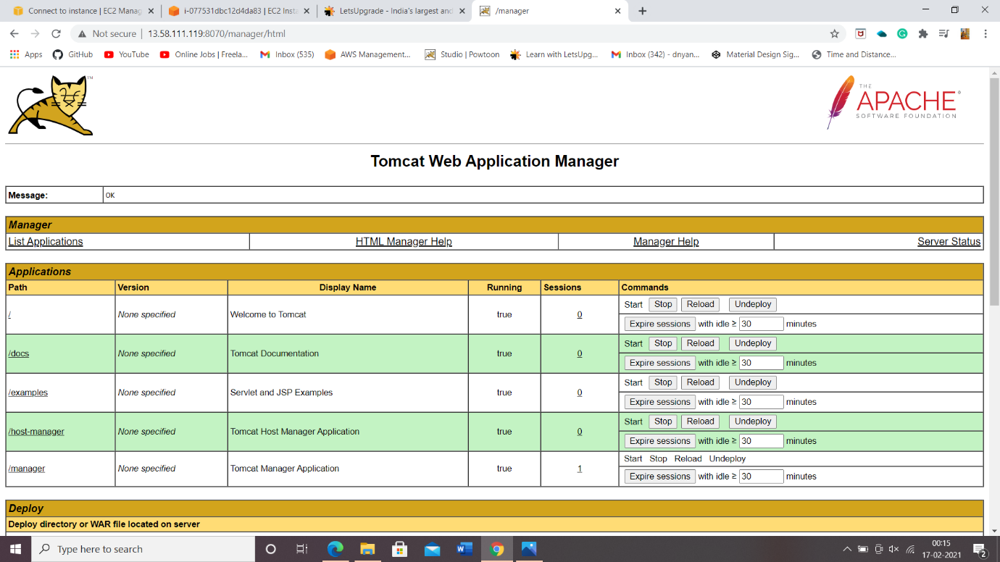 Connect to instance | EC2 Manag
i-077531dbc12d4da83 | EC2 Insta
LetsUpgrade - India's largest and
/manager
Not secure | 13.58.111.119:8070/manager/html
Apps GitHub YouTube Online Jobs | Freela... Inbox (535) AWS Management... Studio | Powtoon Learn with LetsUpg... Inbox (342) - dnyan... Material Design Sig... Time and Distance...
TM
THE
APACHE®
SOFTWARE FOUNDATION
Tomcat Web Application Manager
Message: OK
Manager
List Applications HTML Manager Help Manager Help Server Status
Applications
Path Version Display Name Running Sessions Commands
/ None specified Welcome to Tomcat true 0 Start Stop Reload Undeploy
Expire sessions with idle ≥ 30 minutes
/docs None specified Tomcat Documentation true 0 Start Stop Reload Undeploy
Expire sessions with idle ≥ 30 minutes
/examples None specified Servlet and JSP Examples true 0 Start Stop Reload Undeploy
Expire sessions with idle ≥ 30 minutes
/host-manager None specified Tomcat Host Manager Application true 0 Start Stop Reload Undeploy
Expire sessions with idle ≥ 30 minutes
/manager None specified Tomcat Manager Application true 1 Start Stop Reload Undeploy
Expire sessions with idle ≥ 30 minutes
Deploy
Deploy directory or WAR file located on server
Type here to search
00:15
17-02-2021
2